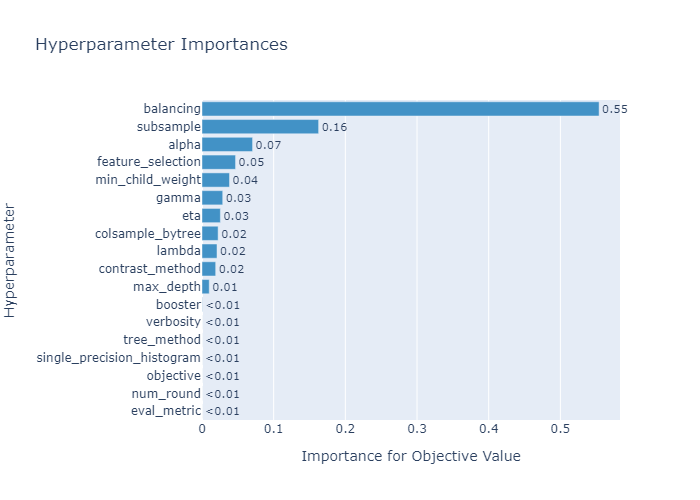 Hyperparameter Importances
Hyperparameter
balancing 0.55
subsample 0.16
alpha 0.07
feature_selection 0.05
min_child_weight 0.04
gamma 0.03
eta 0.03
colsample_bytree 0.02
lambda 0.02
contrast_method 0.02
max_depth 0.01
booster <0.01
verbosity <0.01
tree_method <0.01
single_precision_histogram <0.01
objective <0.01
num_round <0.01
eval_metric <0.01
0 0.1 0.2 0.3 0.4 0.5
Importance for Objective Value